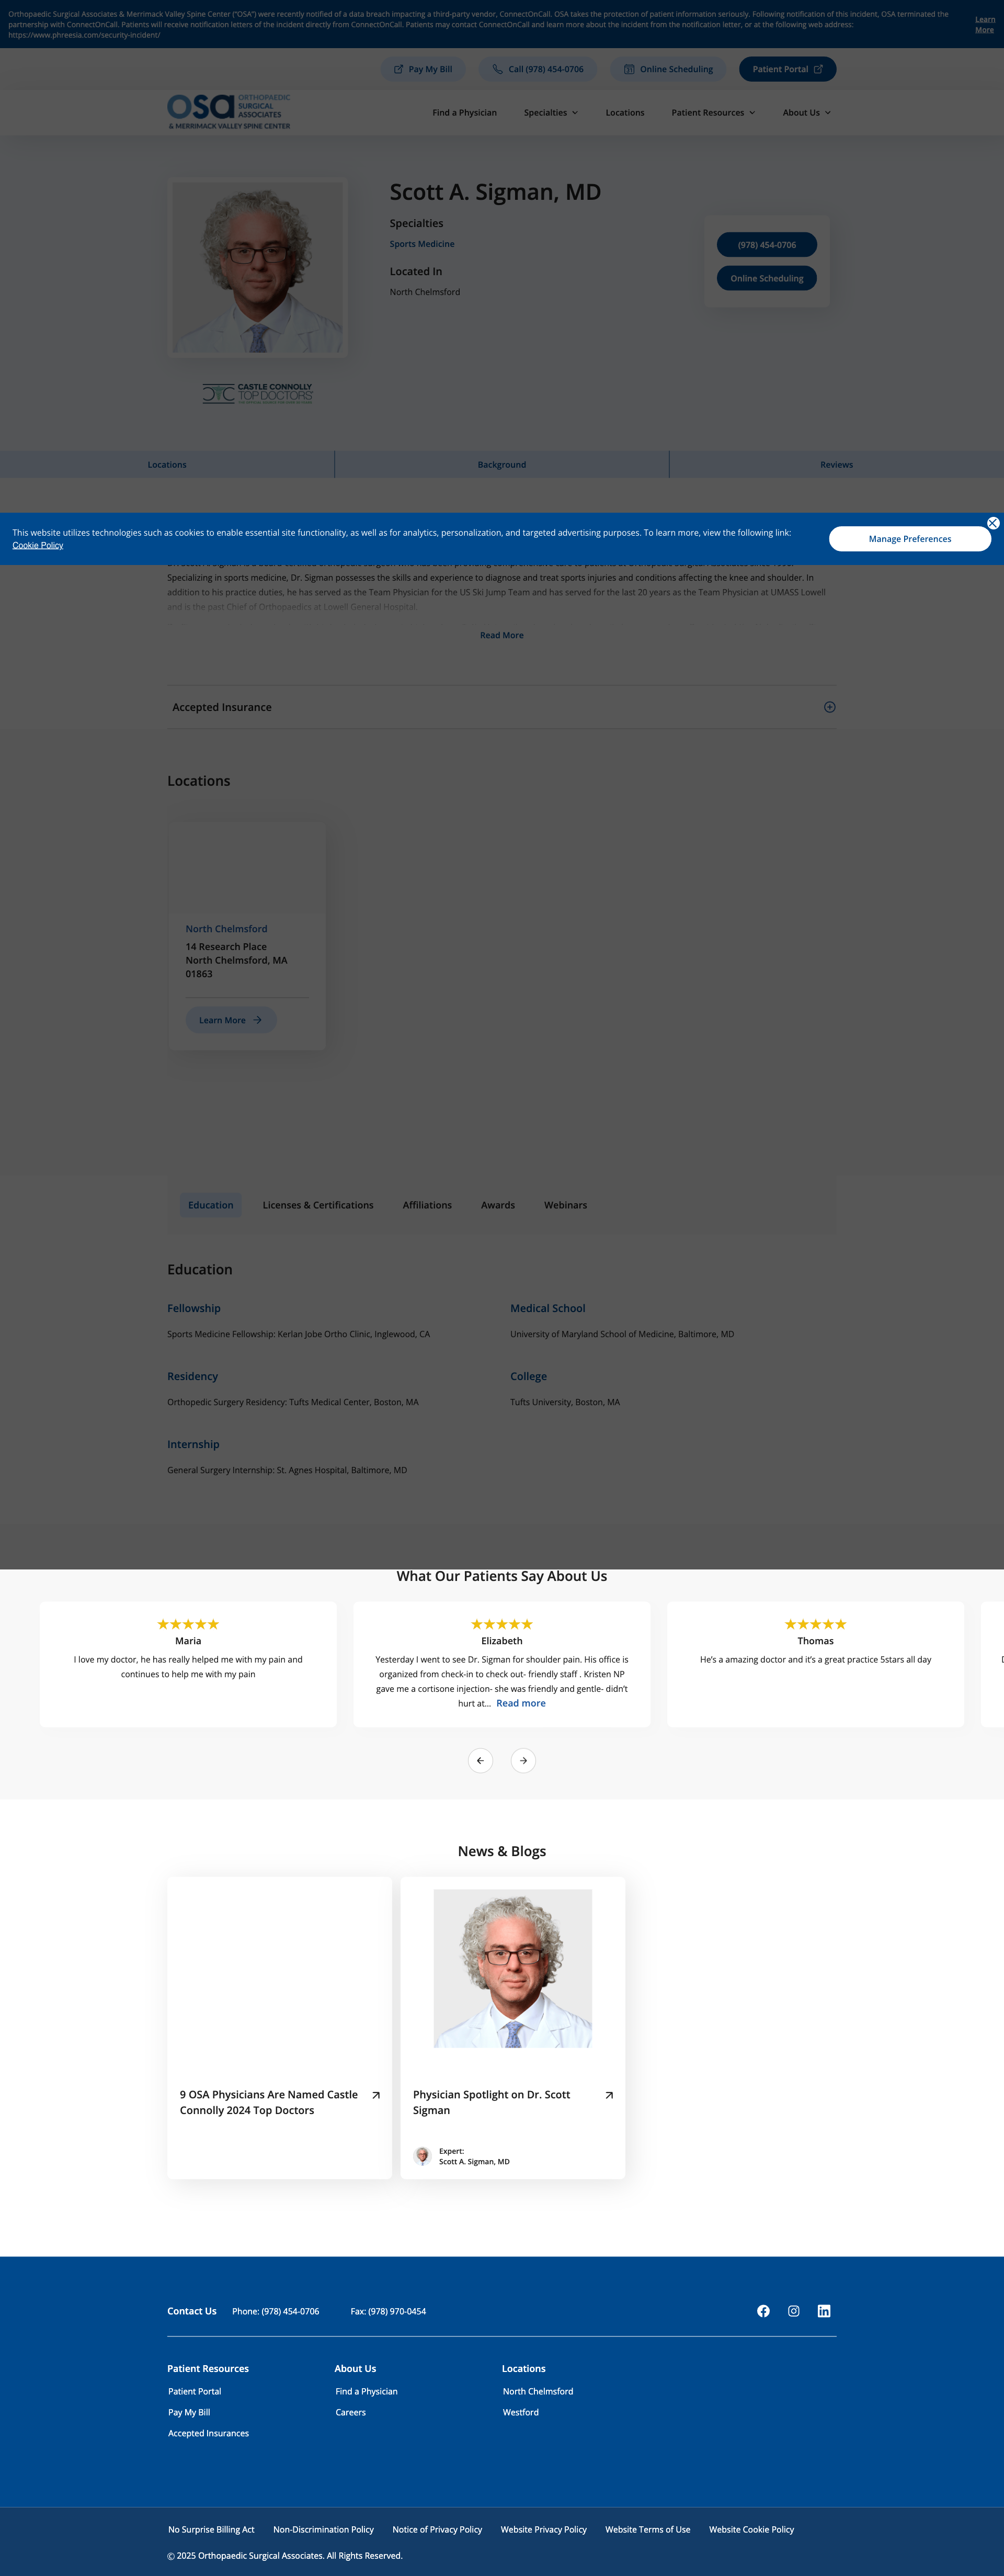 Orthopaedic Surgical Associates & Merrimack Valley Spine Center ("OSA") were recently notified of a data breach impacting a third-party vendor, ConnectOnCall. OSA takes the protection of patient information seriously. Following notification of this incident, OSA terminated the
partnership with ConnectOnCall. Patients will receive notification letters of the incident directly from ConnectOnCall. Patients may contact ConnectOnCall and learn more about the incident from the notification letter, or at the following web address:
https://www.phreesia.com/security-incident/
Learn
More
Pay My Bill
Call (978) 454-0706
Online Scheduling
Patient Portal
OSA ORTHOPAEDIC
SURGICAL
ASSOCIATES
& MERRIMACK VALLEY SPINE CENTER
Find a Physician
Specialties
Locations
Patient Resources
About Us
Scott A. Sigman, MD
Specialties
Sports Medicine
Located In
North Chelmsford
(978) 454-0706
Online Scheduling
CASTLE CONNOLLY
TOP DOCTORS
Locations
Background
Reviews
This website utilizes technologies such as cookies to enable essential site functionality, as well as for analytics, personalization, and targeted advertising purposes. To learn more, view the following link:
Cookie Policy
Manage Preferences
Specializing in sports medicine, Dr. Sigman possesses the skills and experience to diagnose and treat sports injuries and conditions affecting the knee and shoulder. In
addition to his practice duties, he has served as the Team Physician for the US Ski Jump Team and has served for the last 20 years as the Team Physician at UMASS Lowell
and is the past Chief of Orthopaedics at Lowell General Hospital.
Read More
Accepted Insurance
Locations
North Chelmsford
14 Research Place
North Chelmsford, MA
01863
Learn More
Education
Licenses & Certifications
Affiliations
Awards
Webinars
Education
Fellowship
Sports Medicine Fellowship: Kerlan Jobe Ortho Clinic, Inglewood, CA
Medical School
University of Maryland School of Medicine, Baltimore, MD
Residency
Orthopedic Surgery Residency: Tufts Medical Center, Boston, MA
College
Tufts University, Boston, MA
Internship
General Surgery Internship: St. Agnes Hospital, Baltimore, MD
What Our Patients Say About Us
Maria
I love my doctor, he has really helped me with my pain and
continues to help me with my pain
Elizabeth
Yesterday I went to see Dr. Sigman for shoulder pain. His office is
organized from check-in to check out- friendly staff . Kristen NP
gave me a cortisone injection- she was friendly and gentle- didn't
hurt at... Read more
Thomas
He's a amazing doctor and it's a great practice 5stars all day
News & Blogs
9 OSA Physicians Are Named Castle
Connolly 2024 Top Doctors
Physician Spotlight on Dr. Scott
Sigman
Expert:
Scott A. Sigman, MD
Contact Us
Phone: (978) 454-0706
Fax: (978) 970-0454
Patient Resources
Patient Portal
Pay My Bill
Accepted Insurances
About Us
Find a Physician
Careers
Locations
North Chelmsford
Westford
No Surprise Billing Act
Non-Discrimination Policy
Notice of Privacy Policy
Website Privacy Policy
Website Terms of Use
Website Cookie Policy
© 2025 Orthopaedic Surgical Associates. All Rights Reserved.